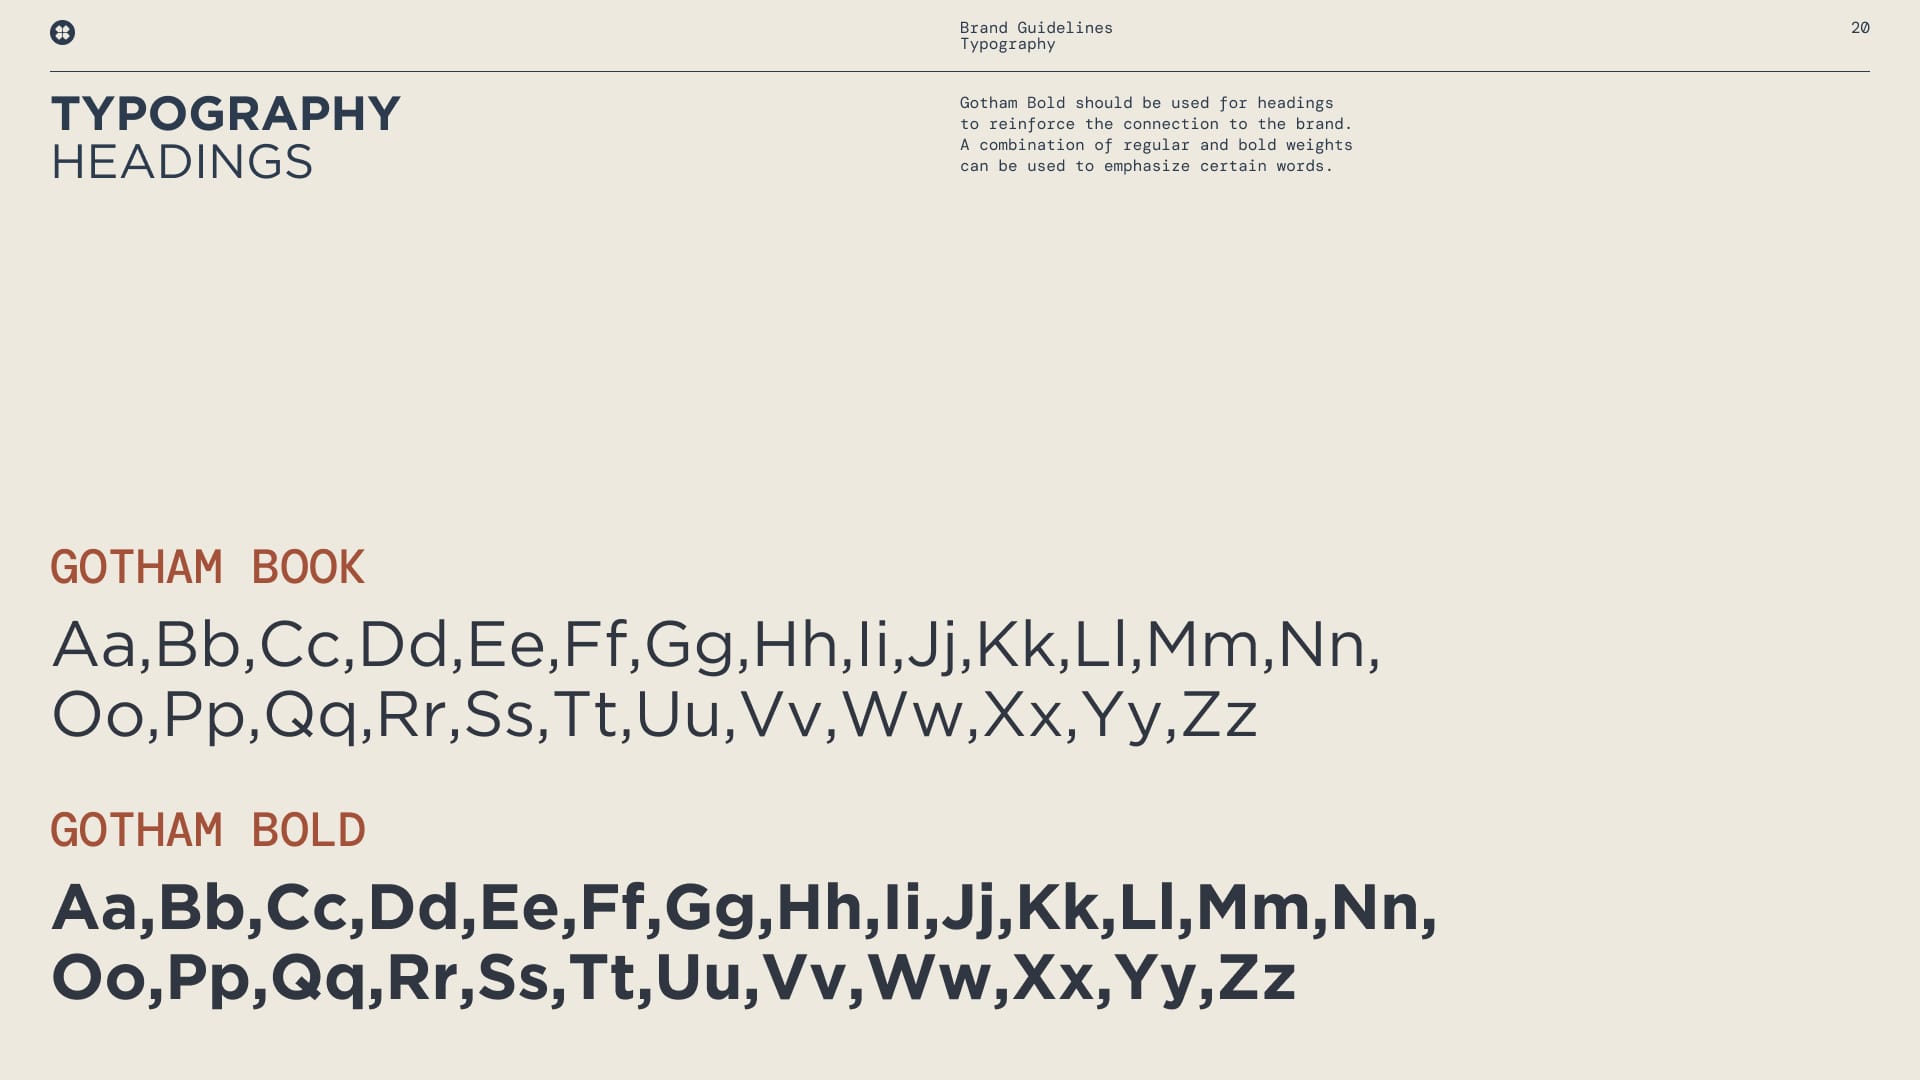 Brand Guidelines
Typography
20
TYPOGRAPHY
HEADINGS
Gotham Bold should be used for headings
to reinforce the connection to the brand.
A combination of regular and bold weights
can be used to emphasize certain words.
GOTHAM BOOK
Aa,Bb,Cc,Dd,Ee,Ff,Gg,Hh,Ii,Jj,Kk,Ll,Mm,Nn,
Oo,Pp,Qq,Rr,Ss,Tt,Uu,Vv,Ww,Xx,Yy,Zz
GOTHAM BOLD
Aa,Bb,Cc,Dd,Ee,Ff,Gg,Hh,Ii,Jj,Kk,Ll,Mm,Nn,
Oo,Pp,Qq,Rr,Ss,Tt,Uu,Vv,Ww,Xx,Yy,Zz